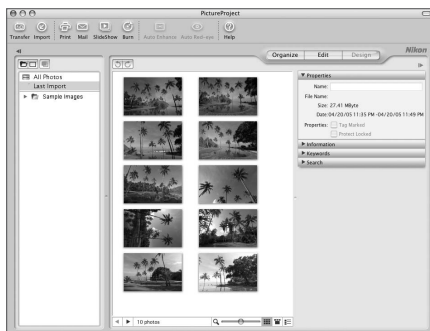 PictureProject
Transfer Import Print Mail SlideShow Burn Auto Enhance Auto Red-eye Help
Organize Edit Design Nikon
All Photos
Last Import
Sample Images
Properties
Name:
File Name:
Size: 27.41 MByte
Date: 04/20/05 11:35 PM -04/20/05 11:49 PM
Properties: Tag Marked
Protect Locked
Information
Keywords
Search
10 photos